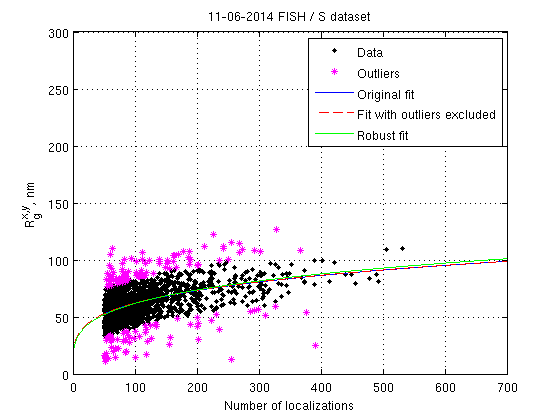 11-06-2014 FISH / S dataset
300
250
200
150
100
50
0
R_g^{x,y}, nm
Data
Outliers
Original fit
Fit with outliers excluded
Robust fit
0 100 200 300 400 500 600 700
Number of localizations